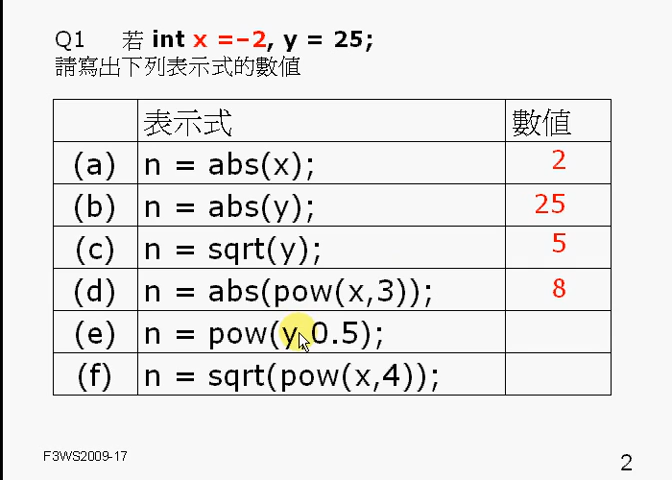 Q1 若 int x =–2, y = 25;
請寫出下列表示式的數值
表示式 數值
(a) n = abs(x); 2
(b) n = abs(y); 25
(c) n = sqrt(y); 5
(d) n = abs(pow(x,3)); 8
(e) n = pow(y,0.5);
(f) n = sqrt(pow(x,4));
F3WS2009-17
2